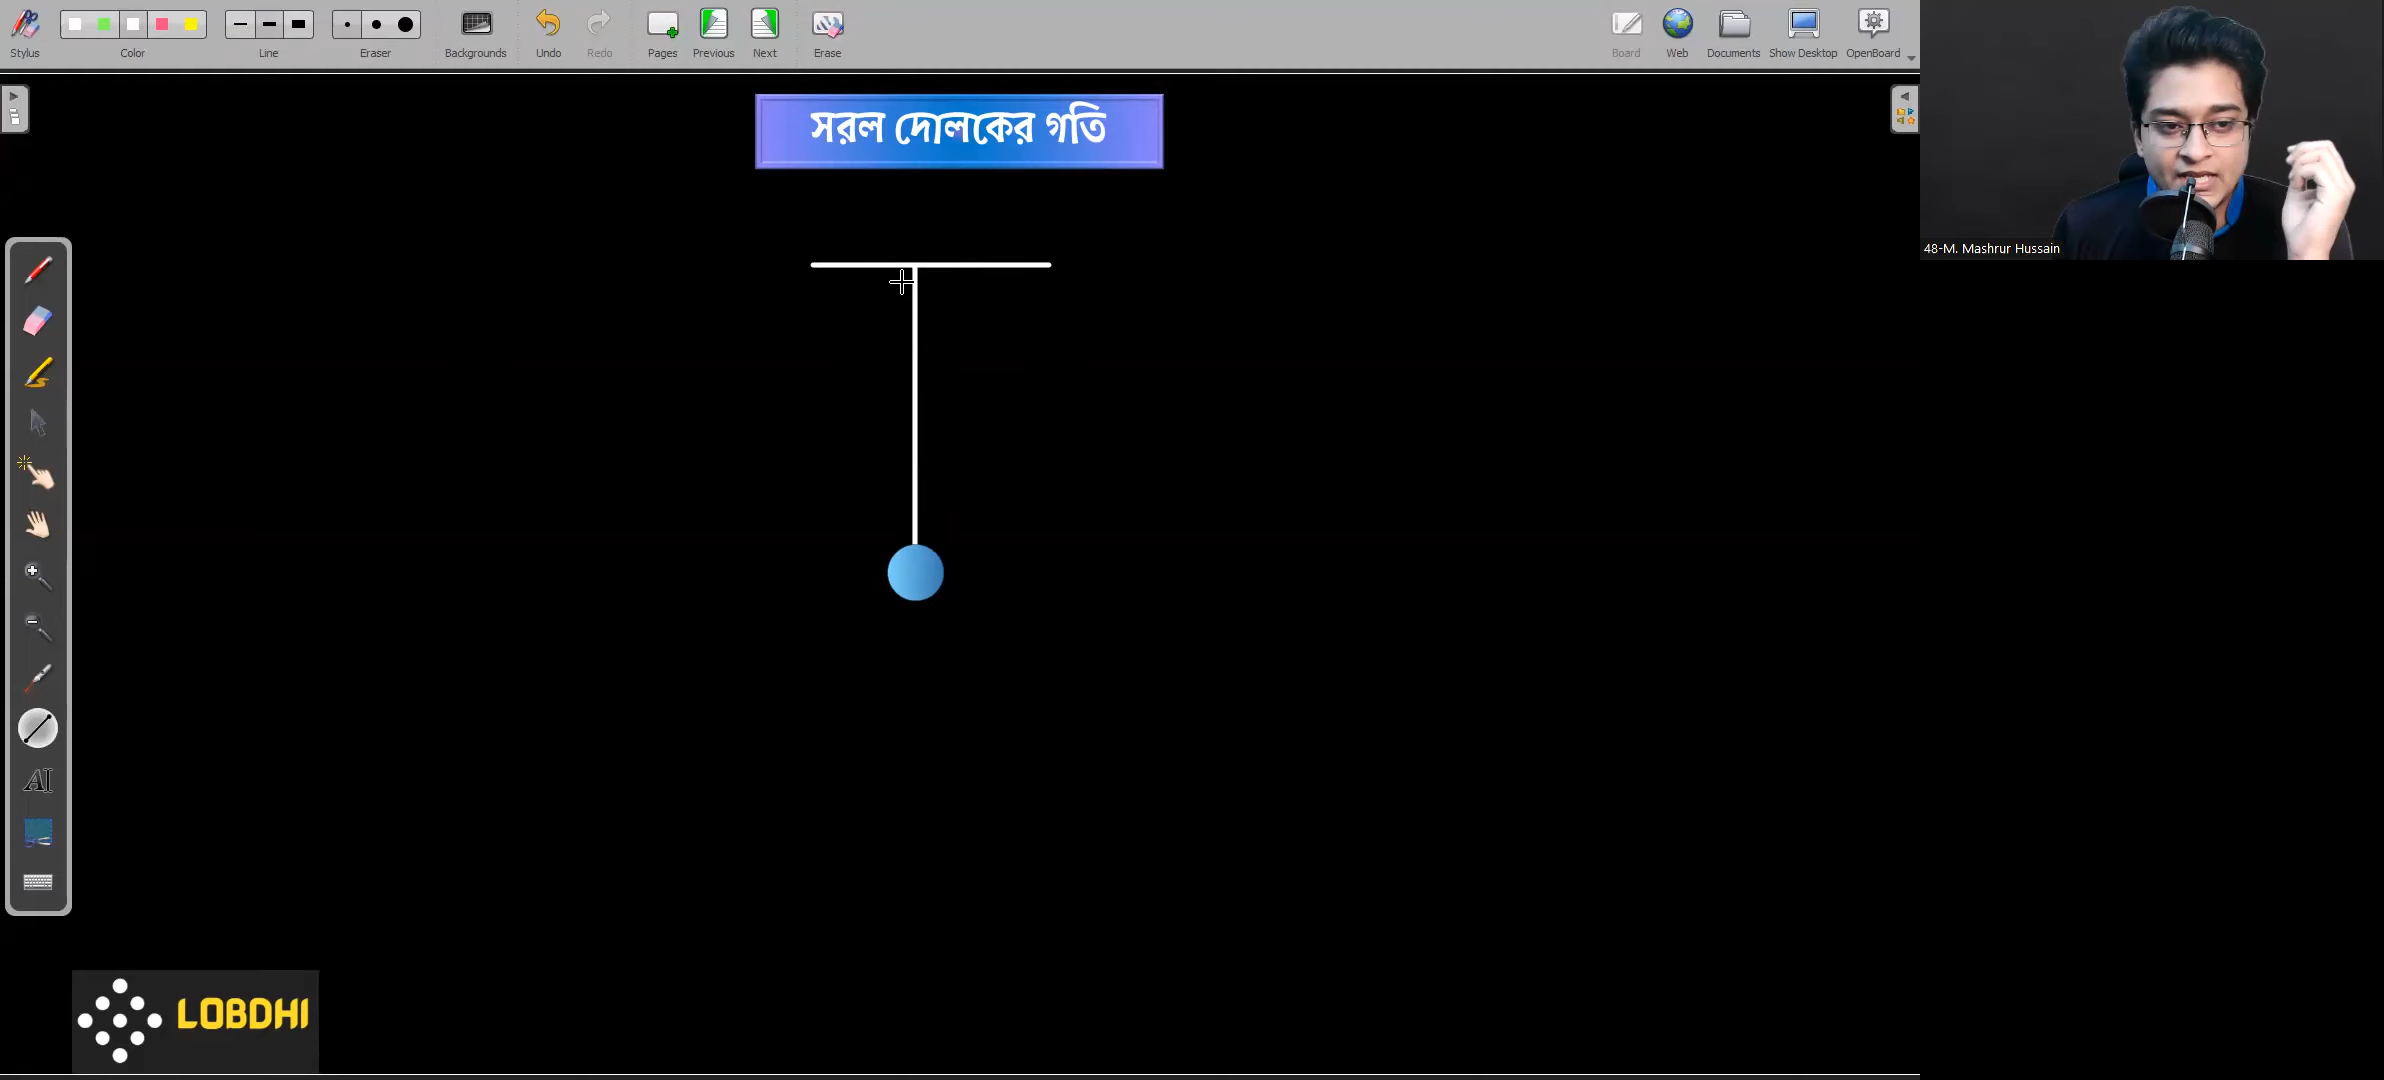 Stylus
Color
Line
Eraser
Backgrounds
Undo
Redo
Pages
Previous
Next
Erase
Board
Web
Documents
Show Desktop
OpenBoard
সরল দোলকের গতি
48-M. Mashrur Hussain
AI
LOBDHI